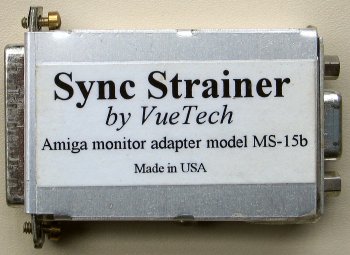 Sync Strainer
by VueTech
Amiga monitor adapter model MS-15b
Made in USA